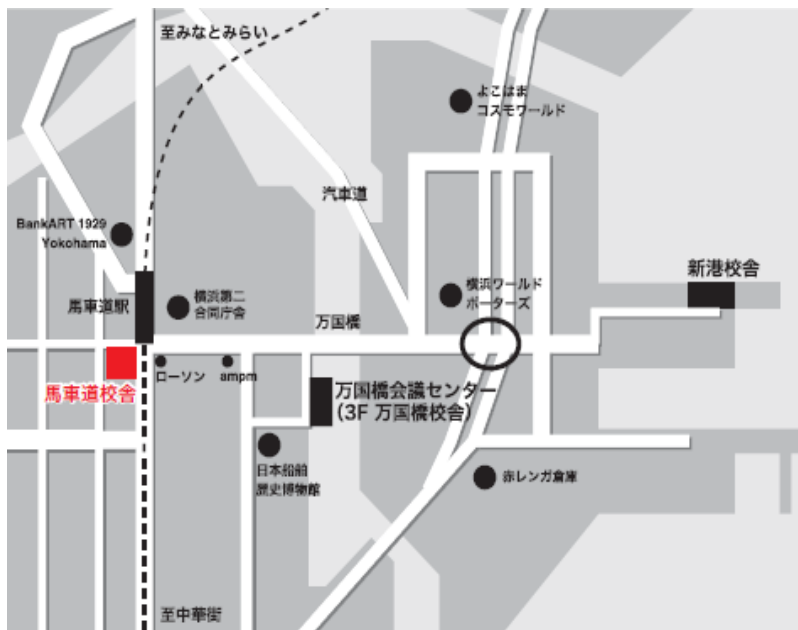 至みなとみらい
よこはま
コスモワールド
汽車道
BankART 1929
Yokohama
新港校舎
馬車道駅
横浜第二
合同庁舎
横浜ワールド
ポーターズ
万国橋
ローソン
ampm
馬車道校舎
万国橋会議センター
(3F 万国橋校舎)
日本船舶
歴史博物館
赤レンガ倉庫
至中華街